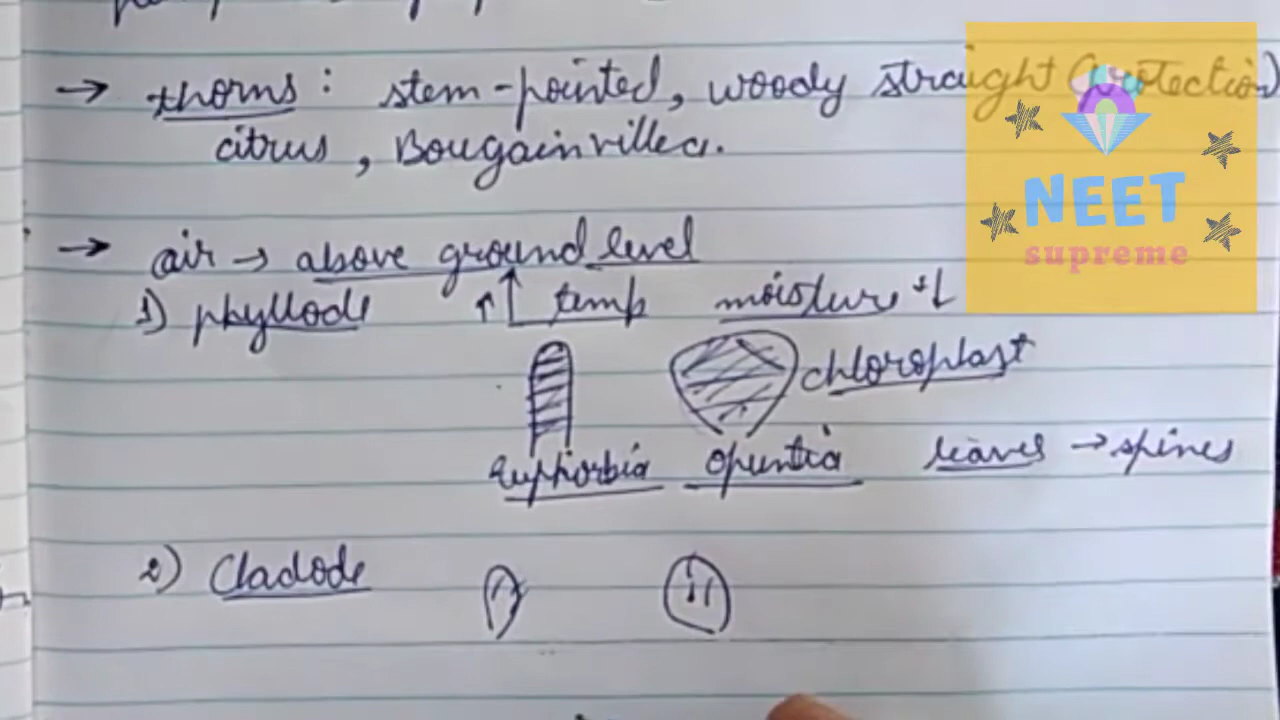 → thorns : stem-pointed, woody straight (protection)
citrus, Bougainvillea.
NEET
supreme
→ air → above ground level
1) phyllode ↑ temp moisture ↓
chloroplast
Euphorbia opuntia leaves → spines
2) Cladode